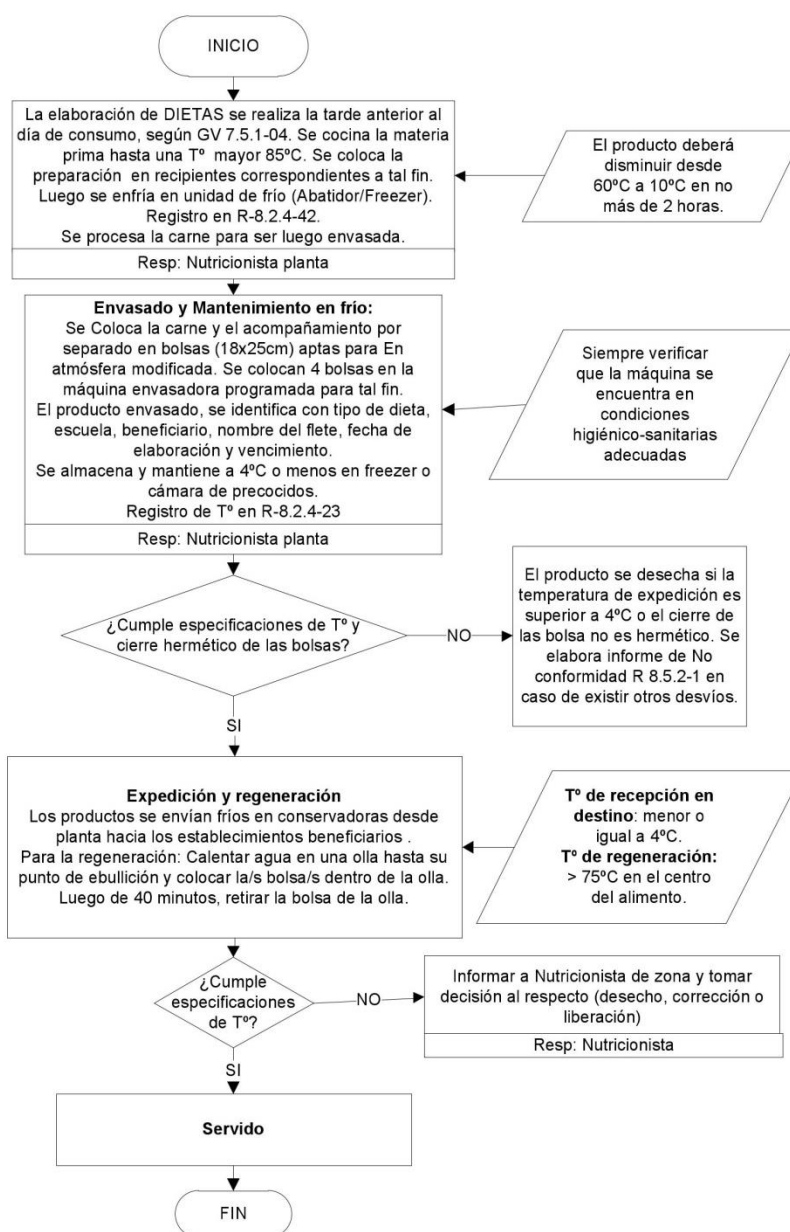 INICIO
La elaboración de DIETAS se realiza la tarde anterior al
día de consumo, según GV 7.5.1-04. Se cocina la materia
prima hasta una Tº mayor 85ºC. Se coloca la
preparación en recipientes correspondientes a tal fin.
Luego se enfría en unidad de frío (Abatidor/Freezer).
Registro en R-8.2.4-42.
Se procesa la carne para ser luego envasada.
Resp: Nutricionista planta
El producto deberá
disminuir desde
60ºC a 10ºC en no
más de 2 horas.
Envasado y Mantenimiento en frío:
Se Coloca la carne y el acompañamiento por
separado en bolsas (18x25cm) aptas para En
atmósfera modificada. Se colocan 4 bolsas en la
máquina envasadora programada para tal fin.
El producto envasado, se identifica con tipo de dieta,
escuela, beneficiario, nombre del flete, fecha de
elaboración y vencimiento.
Se almacena y mantiene a 4ºC o menos en freezer o
cámara de precocidos.
Registro de Tº en R-8.2.4-23
Resp: Nutricionista planta
Siempre verificar
que la máquina se
encuentra en
condiciones
higiénico-sanitarias
adecuadas
¿Cumple especificaciones de Tº y
cierre hermético de las bolsas?
NO
El producto se desecha si la
temperatura de expedición es
superior a 4ºC o el cierre de
las bolsa no es hermético. Se
elabora informe de No
conformidad R 8.5.2-1 en
caso de existir otros desvíos.
SI
Expedición y regeneración
Los productos se envían fríos en conservadoras desde
planta hacia los establecimientos beneficiarios .
Para la regeneración: Calentar agua en una olla hasta su
punto de ebullición y colocar la/s bolsa/s dentro de la olla.
Luego de 40 minutos, retirar la bolsa de la olla.
Tº de recepción en
destino: menor o
igual a 4ºC.
Tº de regeneración:
> 75ºC en el centro
del alimento.
¿Cumple
especificaciones
de Tº?
NO
Informar a Nutricionista de zona y tomar
decisión al respecto (desecho, corrección o
liberación)
Resp: Nutricionista
SI
Servido
FIN